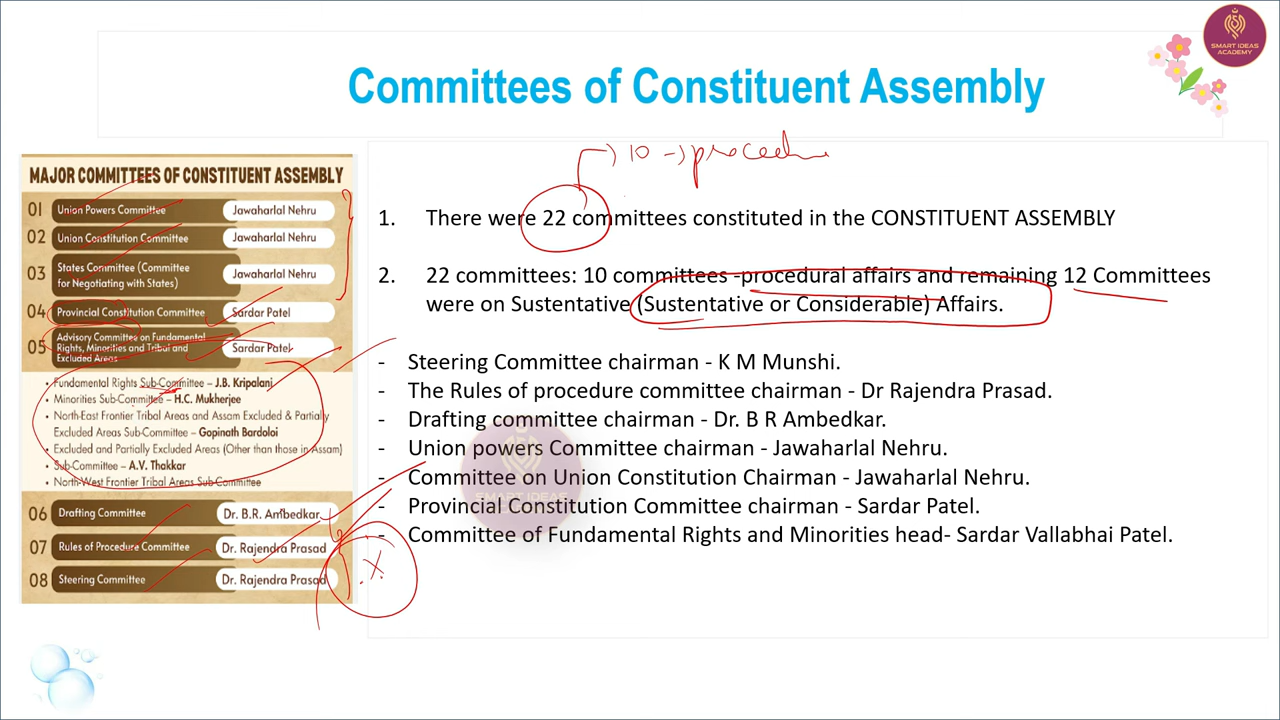 SMART IDEAS
ACADEMY
Committees of Constituent Assembly
10 -> procedu
MAJOR COMMITTEES OF CONSTITUENT ASSEMBLY
01 Union Powers Committee Jawaharlal Nehru
02 Union Constitution Committee Jawaharlal Nehru
03 States Committee (Committee
for Negotiating with States) Jawaharlal Nehru
04 Provincial Constitution Committee Sardar Patel
05 Advisory Committee on Fundamental
Rights, Minorities and Tribal and
Excluded Areas Sardar Patel
• Fundamental Rights Sub-Committee – J.B. Kripalani
• Minorities Sub-Committee – H.C. Mukherjee
• North-East Frontier Tribal Areas and Assam Excluded & Partially
Excluded Areas Sub-Committee – Gopinath Bardoloi
• Excluded and Partially Excluded Areas (Other than those in Assam)
• Sub-Committee – A.V. Thakkar
• North-West Frontier Tribal Areas Sub Committee
06 Drafting Committee Dr. B.R. Ambedkar
07 Rules of Procedure Committee Dr. Rajendra Prasad
08 Steering Committee Dr. Rajendra Prasad
X
1. There were 22 committees constituted in the CONSTITUENT ASSEMBLY
2. 22 committees: 10 committees -procedural affairs and remaining 12 Committees
were on Sustentative (Sustentative or Considerable) Affairs.
- Steering Committee chairman - K M Munshi.
- The Rules of procedure committee chairman - Dr Rajendra Prasad.
- Drafting committee chairman - Dr. B R Ambedkar.
- Union powers Committee chairman - Jawaharlal Nehru.
- Committee on Union Constitution Chairman - Jawaharlal Nehru.
- Provincial Constitution Committee chairman - Sardar Patel.
- Committee of Fundamental Rights and Minorities head- Sardar Vallabhai Patel.
SMART IDEAS